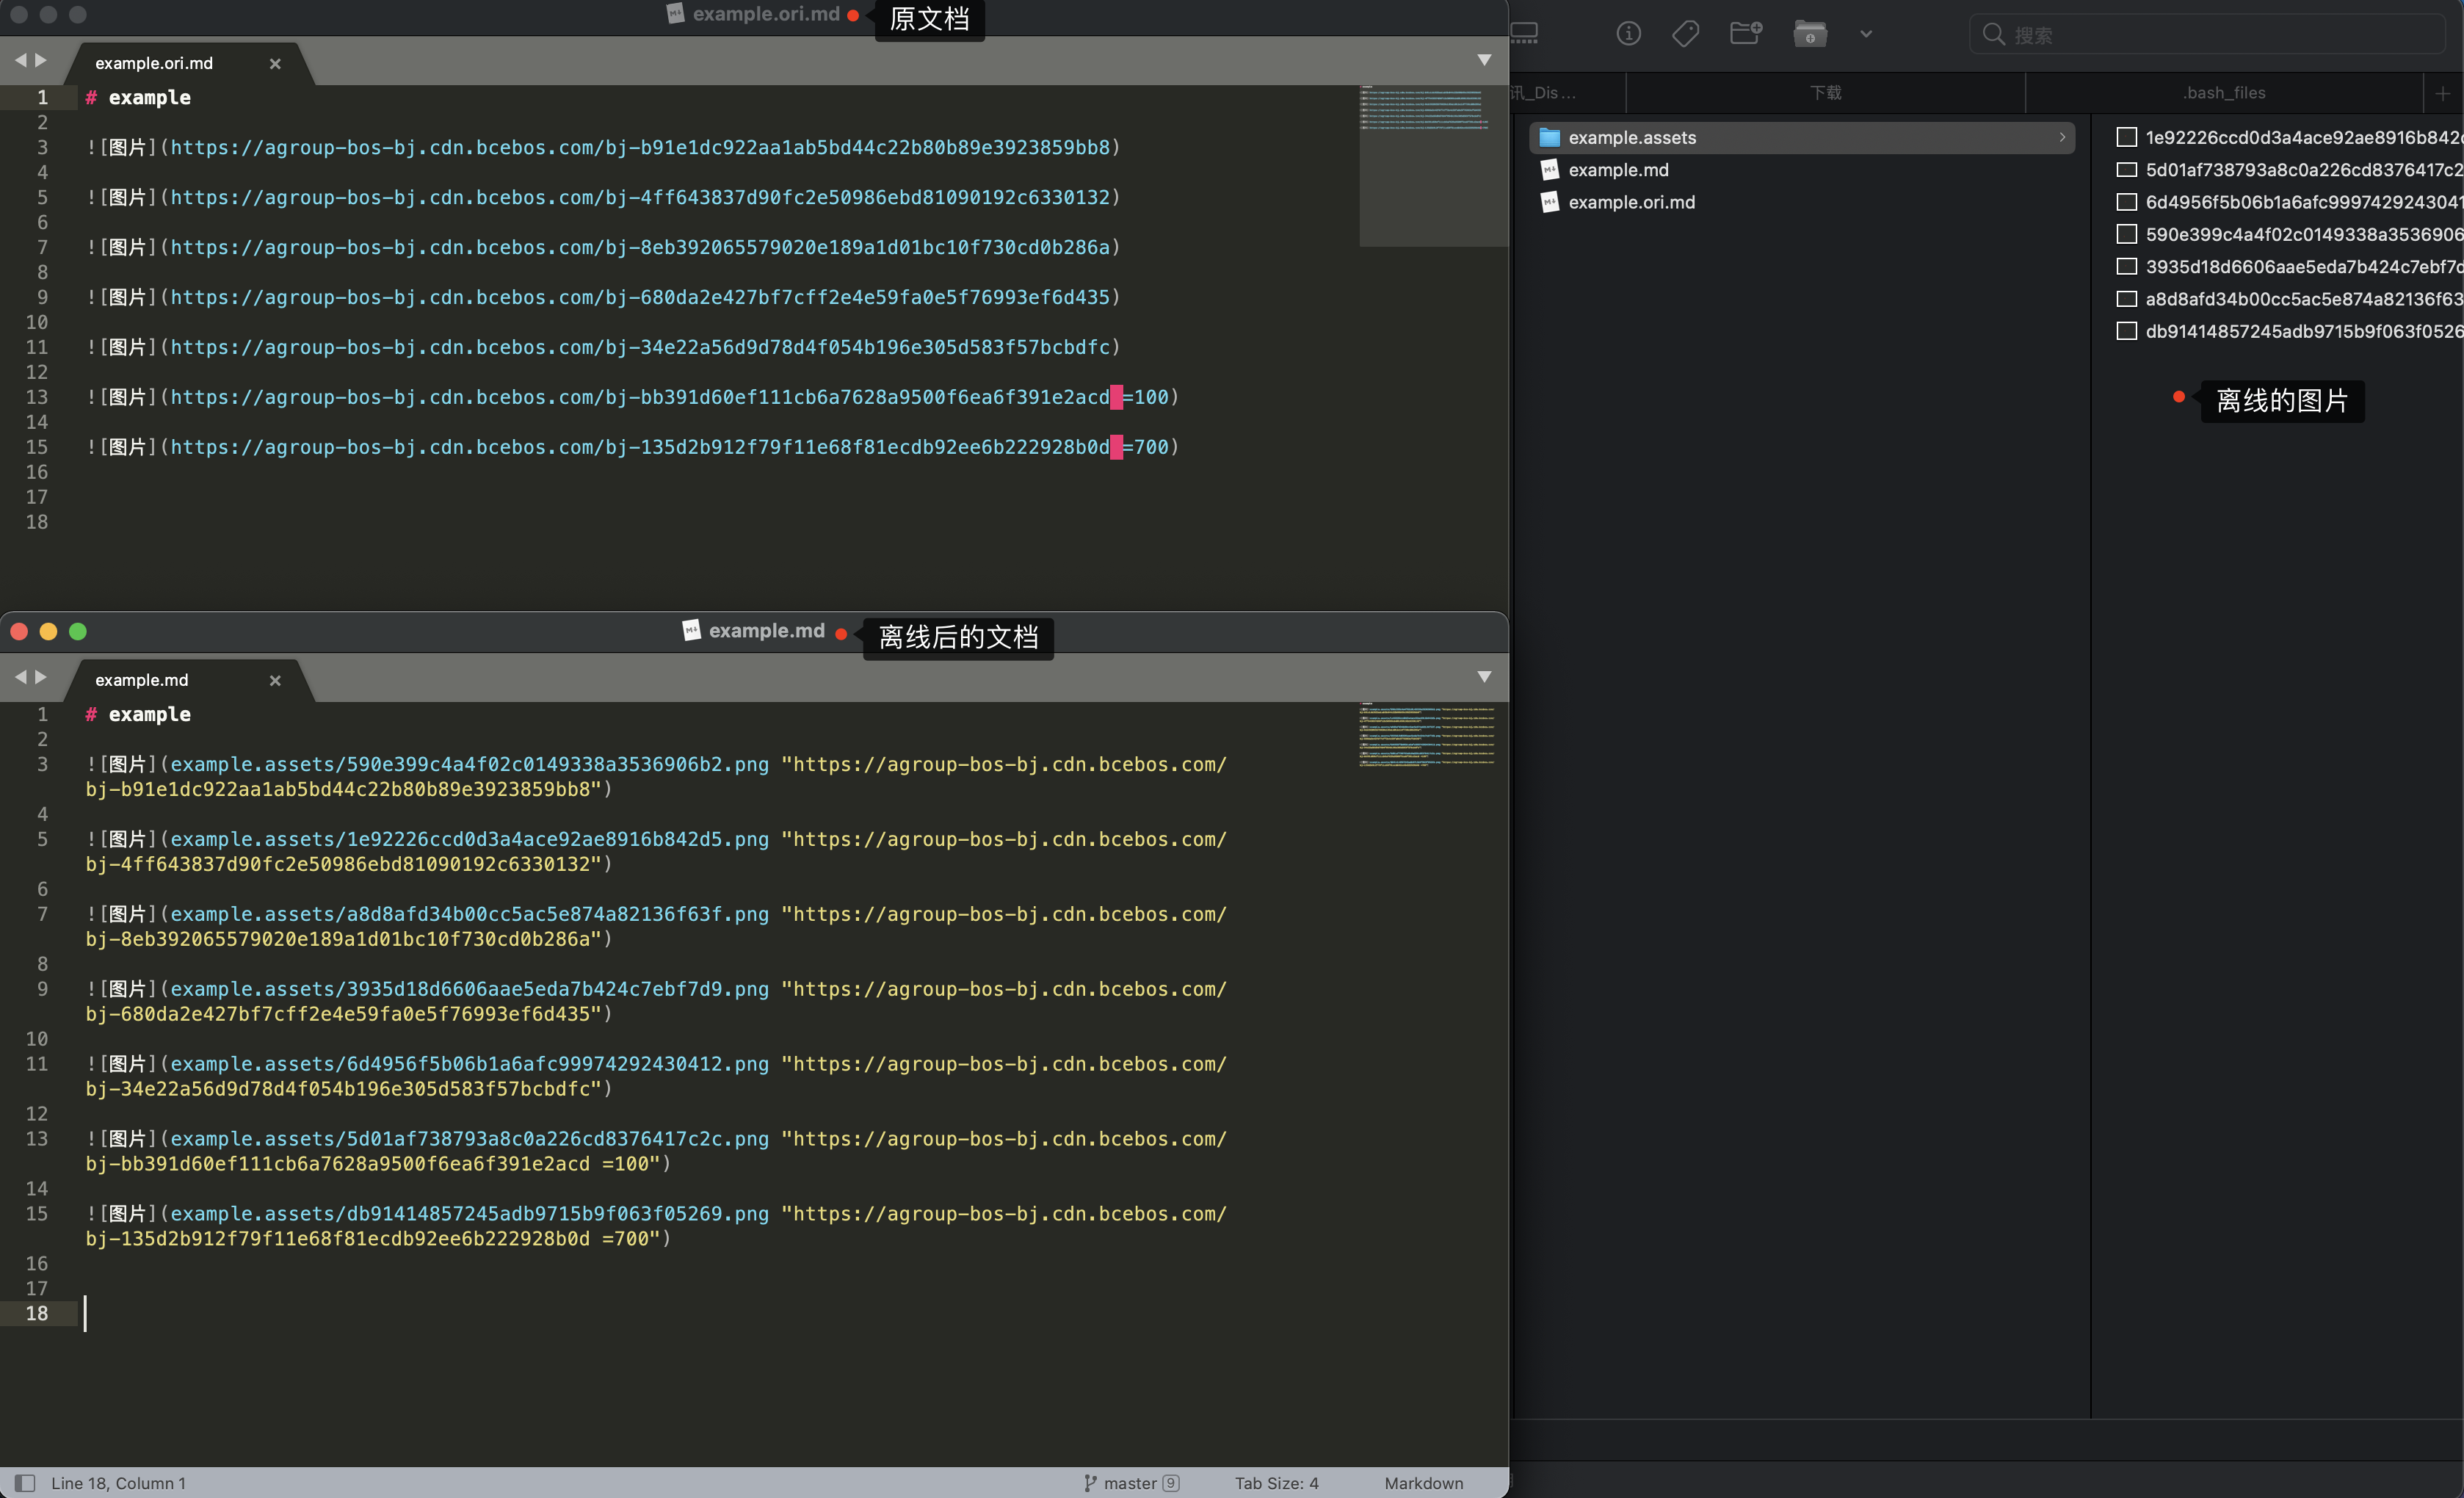 example.ori.md
原文档
example.ori.md
1 # example
2
3 ![图片](https://agroup-bos-bj.cdn.bcebos.com/bj-b91e1dc922aa1ab5bd44c22b80b89e3923859bb8)
4
5 ![图片](https://agroup-bos-bj.cdn.bcebos.com/bj-4ff643837d90fc2e50986ebd81090192c6330132)
6
7 ![图片](https://agroup-bos-bj.cdn.bcebos.com/bj-8eb392065579020e189a1d01bc10f730cd0b286a)
8
9 ![图片](https://agroup-bos-bj.cdn.bcebos.com/bj-680da2e427bf7cff2e4e59fa0e5f76993ef6d435)
10
11 ![图片](https://agroup-bos-bj.cdn.bcebos.com/bj-34e22a56d9d78d4f054b196e305d583f57bcbdfc)
12
13 ![图片](https://agroup-bos-bj.cdn.bcebos.com/bj-bb391d60ef111cb6a7628a9500f6ea6f391e2acd =100)
14
15 ![图片](https://agroup-bos-bj.cdn.bcebos.com/bj-135d2b912f79f11e68f81ecdb92ee6b222928b0d =700)
16
17
18
example.md
离线后的文档
example.md
1 # example
2
3 ![图片](example.assets/590e399c4a4f02c0149338a3536906b2.png "https://agroup-bos-bj.cdn.bcebos.com/
bj-b91e1dc922aa1ab5bd44c22b80b89e3923859bb8")
4
5 ![图片](example.assets/1e92226ccd0d3a4ace92ae8916b842d5.png "https://agroup-bos-bj.cdn.bcebos.com/
bj-4ff643837d90fc2e50986ebd81090192c6330132")
6
7 ![图片](example.assets/a8d8afd34b00cc5ac5e874a82136f63f.png "https://agroup-bos-bj.cdn.bcebos.com/
bj-8eb392065579020e189a1d01bc10f730cd0b286a")
8
9 ![图片](example.assets/3935d18d6606aae5eda7b424c7ebf7d9.png "https://agroup-bos-bj.cdn.bcebos.com/
bj-680da2e427bf7cff2e4e59fa0e5f76993ef6d435")
10
11 ![图片](example.assets/6d4956f5b06b1a6afc99974292430412.png "https://agroup-bos-bj.cdn.bcebos.com/
bj-34e22a56d9d78d4f054b196e305d583f57bcbdfc")
12
13 ![图片](example.assets/5d01af738793a8c0a226cd8376417c2c.png "https://agroup-bos-bj.cdn.bcebos.com/
bj-bb391d60ef111cb6a7628a9500f6ea6f391e2acd =100")
14
15 ![图片](example.assets/db91414857245adb9715b9f063f05269.png "https://agroup-bos-bj.cdn.bcebos.com/
bj-135d2b912f79f11e68f81ecdb92ee6b222928b0d =700")
16
17
18
Line 18, Column 1 master 9 Tab Size: 4 Markdown
搜索
讯_Dis... 下载 .bash_files
example.assets
example.md
example.ori.md
1e92226ccd0d3a4ace92ae8916b842
5d01af738793a8c0a226cd8376417c2
6d4956f5b06b1a6afc9997429243041
590e399c4a4f02c0149338a3536906
3935d18d6606aae5eda7b424c7ebf7d
a8d8afd34b00cc5ac5e874a82136f63
db91414857245adb9715b9f063f0526
离线的图片